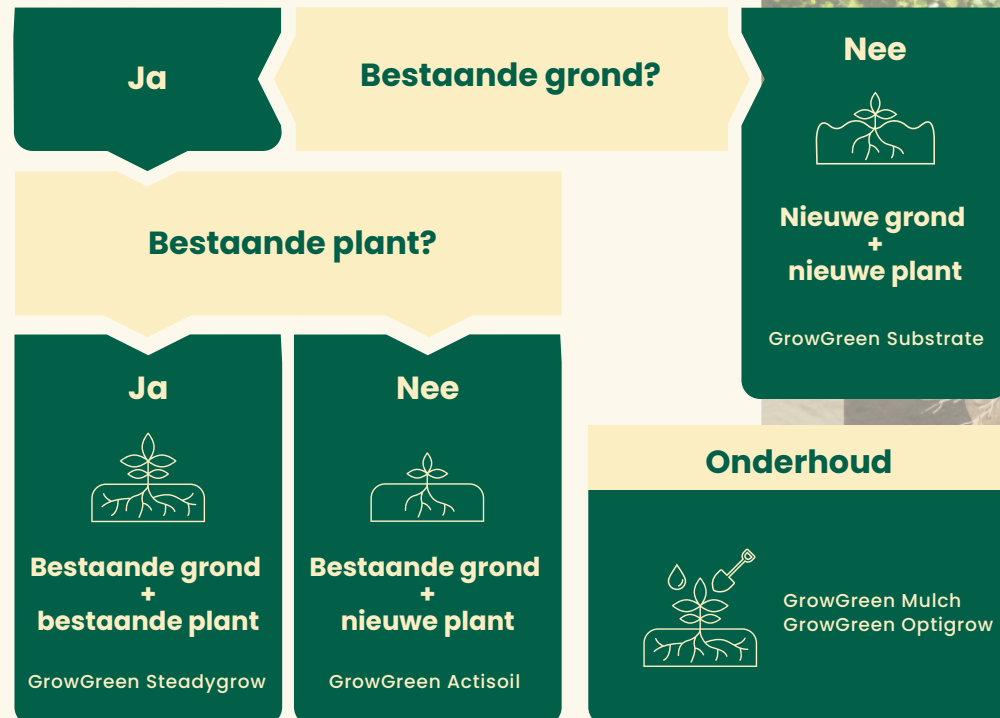 Ja
Bestaande grond?
Nee
Nieuwe grond
+
nieuwe plant
GrowGreen Substrate
Bestaande plant?
Ja
Bestaande grond
+
bestaande plant
GrowGreen Steadygrow
Nee
Bestaande grond
+
nieuwe plant
GrowGreen Actisoil
Onderhoud
GrowGreen Mulch
GrowGreen Optigrow